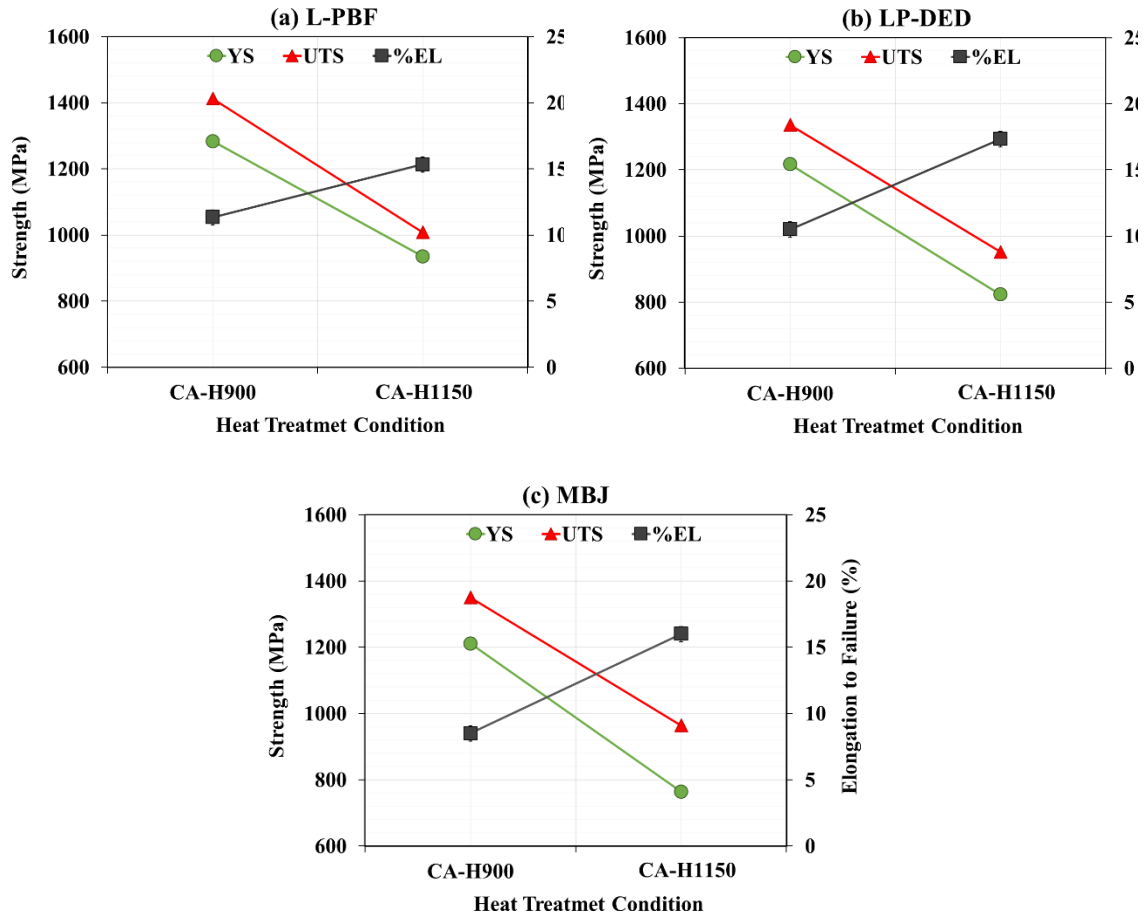 (a) L-PBF
YS UTS %EL
Strength (MPa)
1600
1400
1200
1000
800
600
25
20
15
10
5
0
CA-H900 CA-H1150
Heat Treatmet Condition
(b) LP-DED
YS UTS %EL
Strength (MPa)
1600
1400
1200
1000
800
600
25
20
15
10
5
0
CA-H900 CA-H1150
Heat Treatmet Condition
(c) MBJ
YS UTS %EL
Strength (MPa)
1600
1400
1200
1000
800
600
25
20
15
10
5
0
Elongation to Failure (%)
CA-H900 CA-H1150
Heat Treatmet Condition